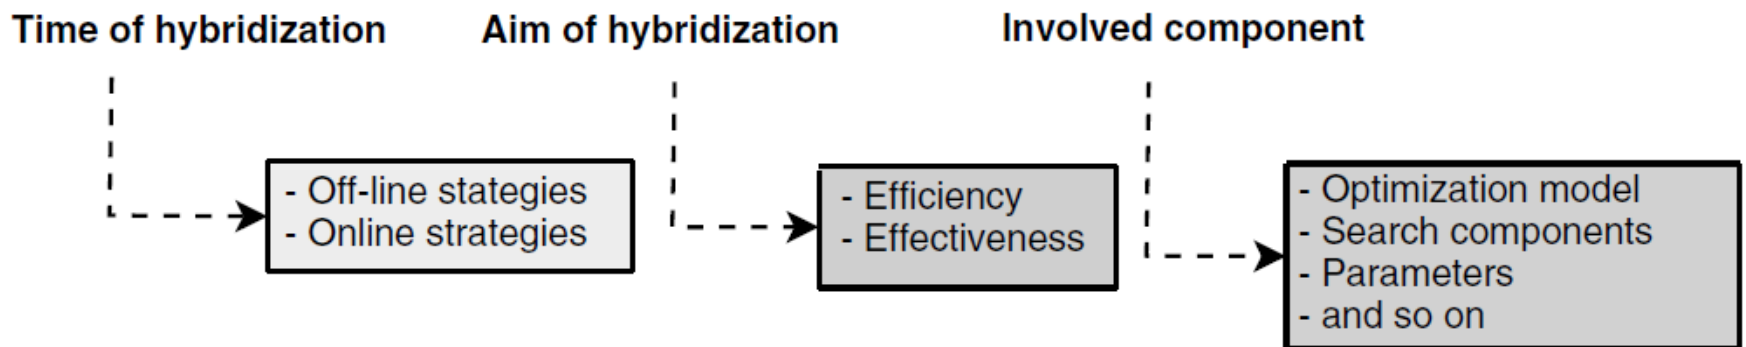 Time of hybridization
Aim of hybridization
Involved component
- Off-line stategies
- Online strategies
- Efficiency
- Effectiveness
- Optimization model
- Search components
- Parameters
- and so on